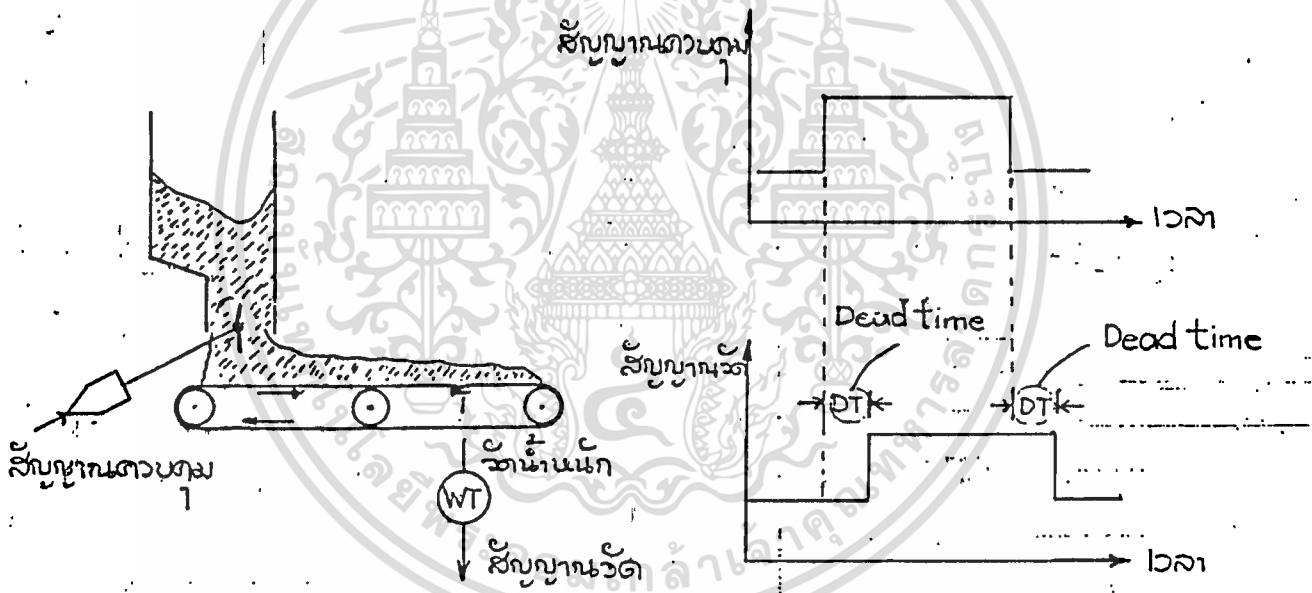 สัญญาณควบคุม
เวลา
Dead time
Dead time
สัญญาณวัด
DT
DT
เวลา
สัญญาณควบคุม
วัดน้ำหนัก
WT
สัญญาณวัด